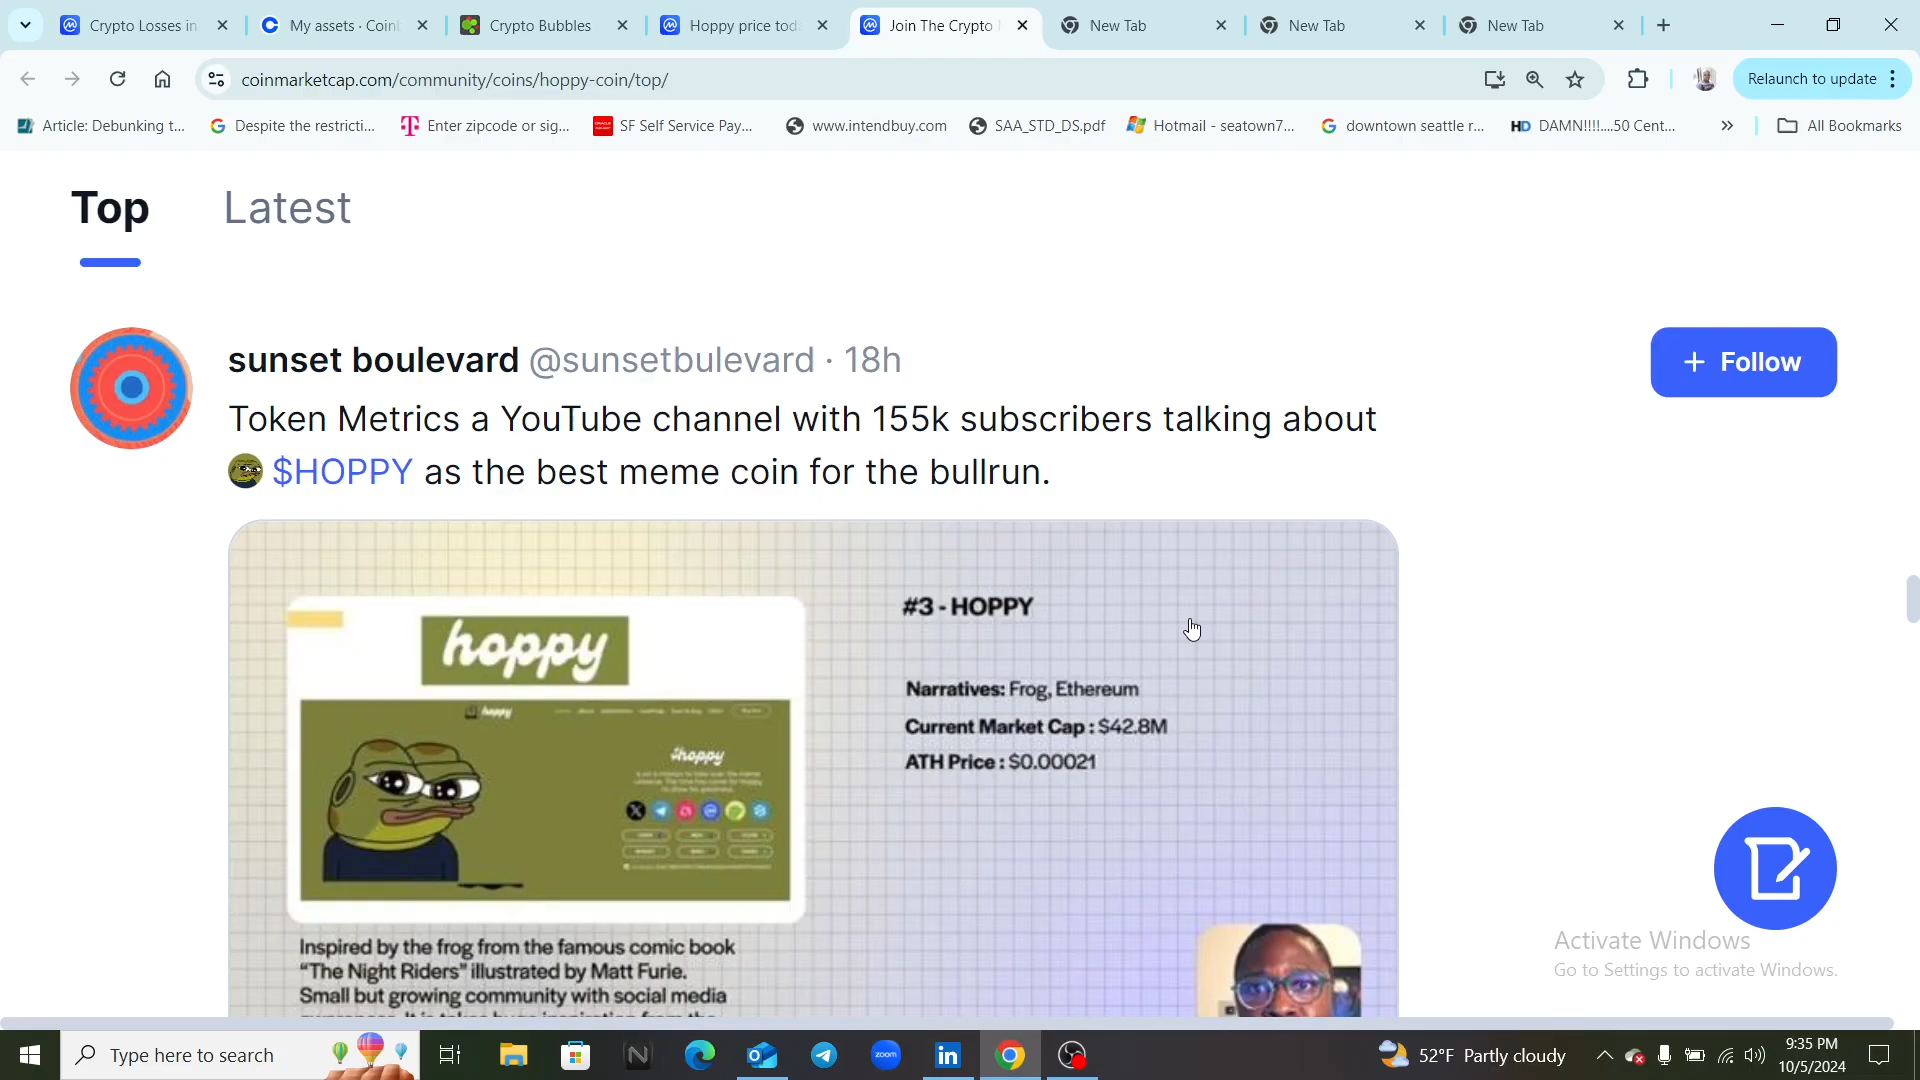 Crypto Losses in
My assets · Coin
Crypto Bubbles
Hoppy price tod
Join The Crypto
New Tab
New Tab
New Tab
coinmarketcap.com/community/coins/hoppy-coin/top/
Relaunch to update
Article: Debunking t...
Despite the restricti...
Enter zipcode or sig...
SF Self Service Pay...
www.intendbuy.com
SAA_STD_DS.pdf
Hotmail - seatown7...
downtown seattle r...
HD DAMN!!!!....50 Cent...
All Bookmarks
Top
Latest
sunset boulevard @sunsetbulevard · 18h
+ Follow
Token Metrics a YouTube channel with 155k subscribers talking about
$HOPPY as the best meme coin for the bullrun.
hoppy
#3 - HOPPY
hoppy
Narratives: Frog, Ethereum
Current Market Cap : $42.8M
ATH Price : $0.00021
$hoppy
Inspired by the frog from the famous comic book
"The Night Riders" illustrated by Matt Furie.
Small but growing community with social media
Activate Windows
Go to Settings to activate Windows.
Type here to search
zoom
52°F Partly cloudy
9:35 PM
10/5/2024